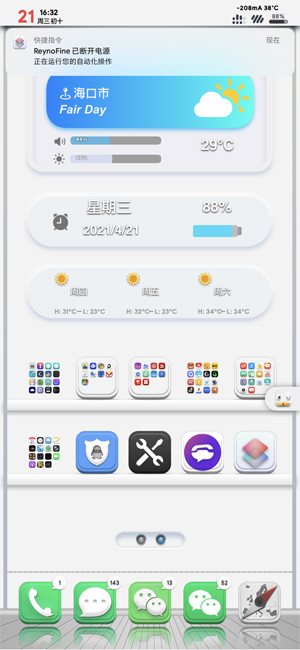 21 16:32
周三初十
-208mA 38°C
88%
快捷指令 现在
ReynoFine 已断开电源
正在运行您的自动化操作
海口市
Fair Day
29°C
星期三 88%
2021/4/21
周四 周五 周六
H: 31°C~ L: 23°C H: 32°C~ L: 23°C H: 34°C~ L: 24°C
1 143 13 52